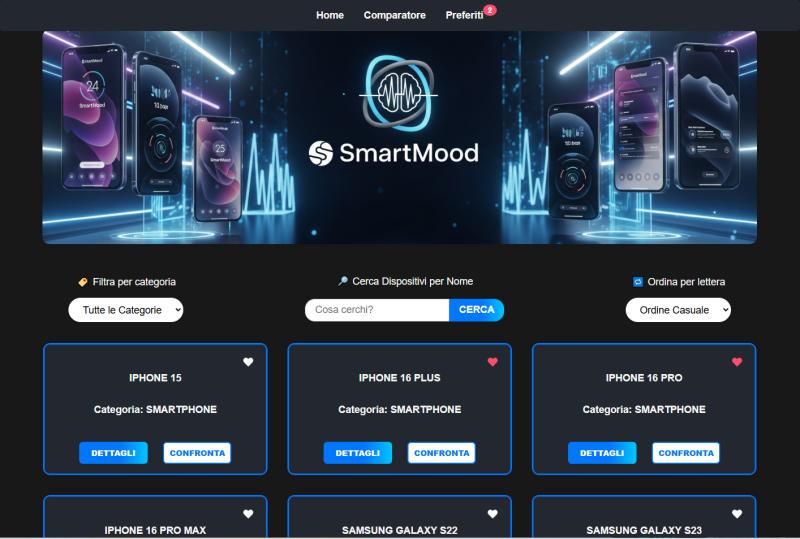 Home Comparatore Preferiti 2
SmartMood
24
SmartMood
25
SmartMood
SmartMood
🏷️ Filtra per categoria
🔎 Cerca Dispositivi per Nome
🔁 Ordina per lettera
Tutte le Categorie
Cosa cerchi? CERCA
Ordine Casuale
IPHONE 15
Categoria: SMARTPHONE
DETTAGLI CONFRONTA
IPHONE 16 PLUS
Categoria: SMARTPHONE
DETTAGLI CONFRONTA
IPHONE 16 PRO
Categoria: SMARTPHONE
DETTAGLI CONFRONTA
IPHONE 16 PRO MAX
SAMSUNG GALAXY S22
SAMSUNG GALAXY S23